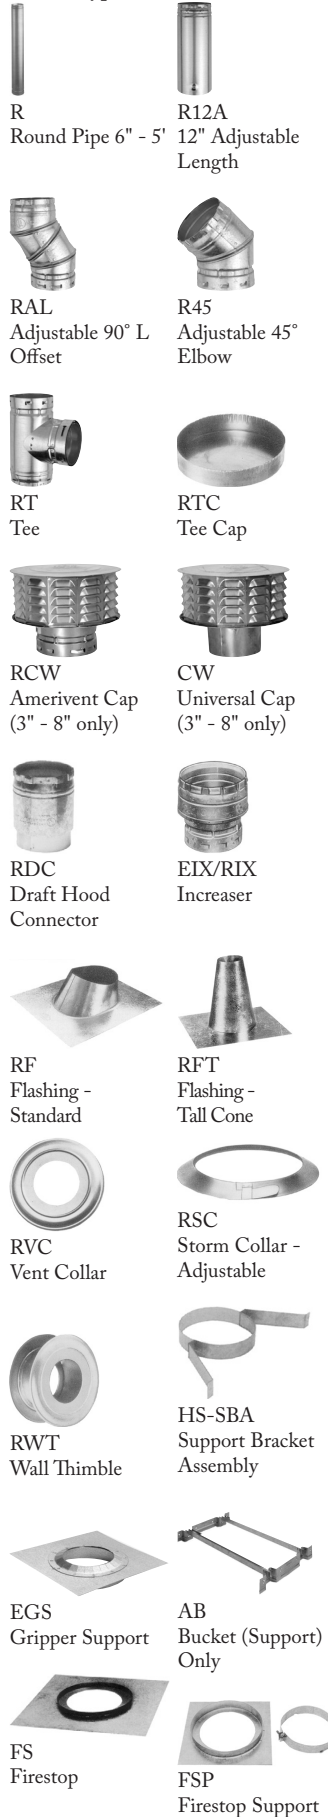 R
Round Pipe 6" - 5'
R12A
12" Adjustable
Length
RAL
Adjustable 90° L
Offset
R45
Adjustable 45°
Elbow
RT
Tee
RTC
Tee Cap
RCW
Amerivent Cap
(3" - 8" only)
CW
Universal Cap
(3" - 8" only)
RDC
Draft Hood
Connector
EIX/RIX
Increaser
RF
Flashing -
Standard
RFT
Flashing -
Tall Cone
RVC
Vent Collar
RSC
Storm Collar -
Adjustable
RWT
Wall Thimble
HS-SBA
Support Bracket
Assembly
EGS
Gripper Support
AB
Bucket (Support)
Only
FS
Firestop
FSP
Firestop Support